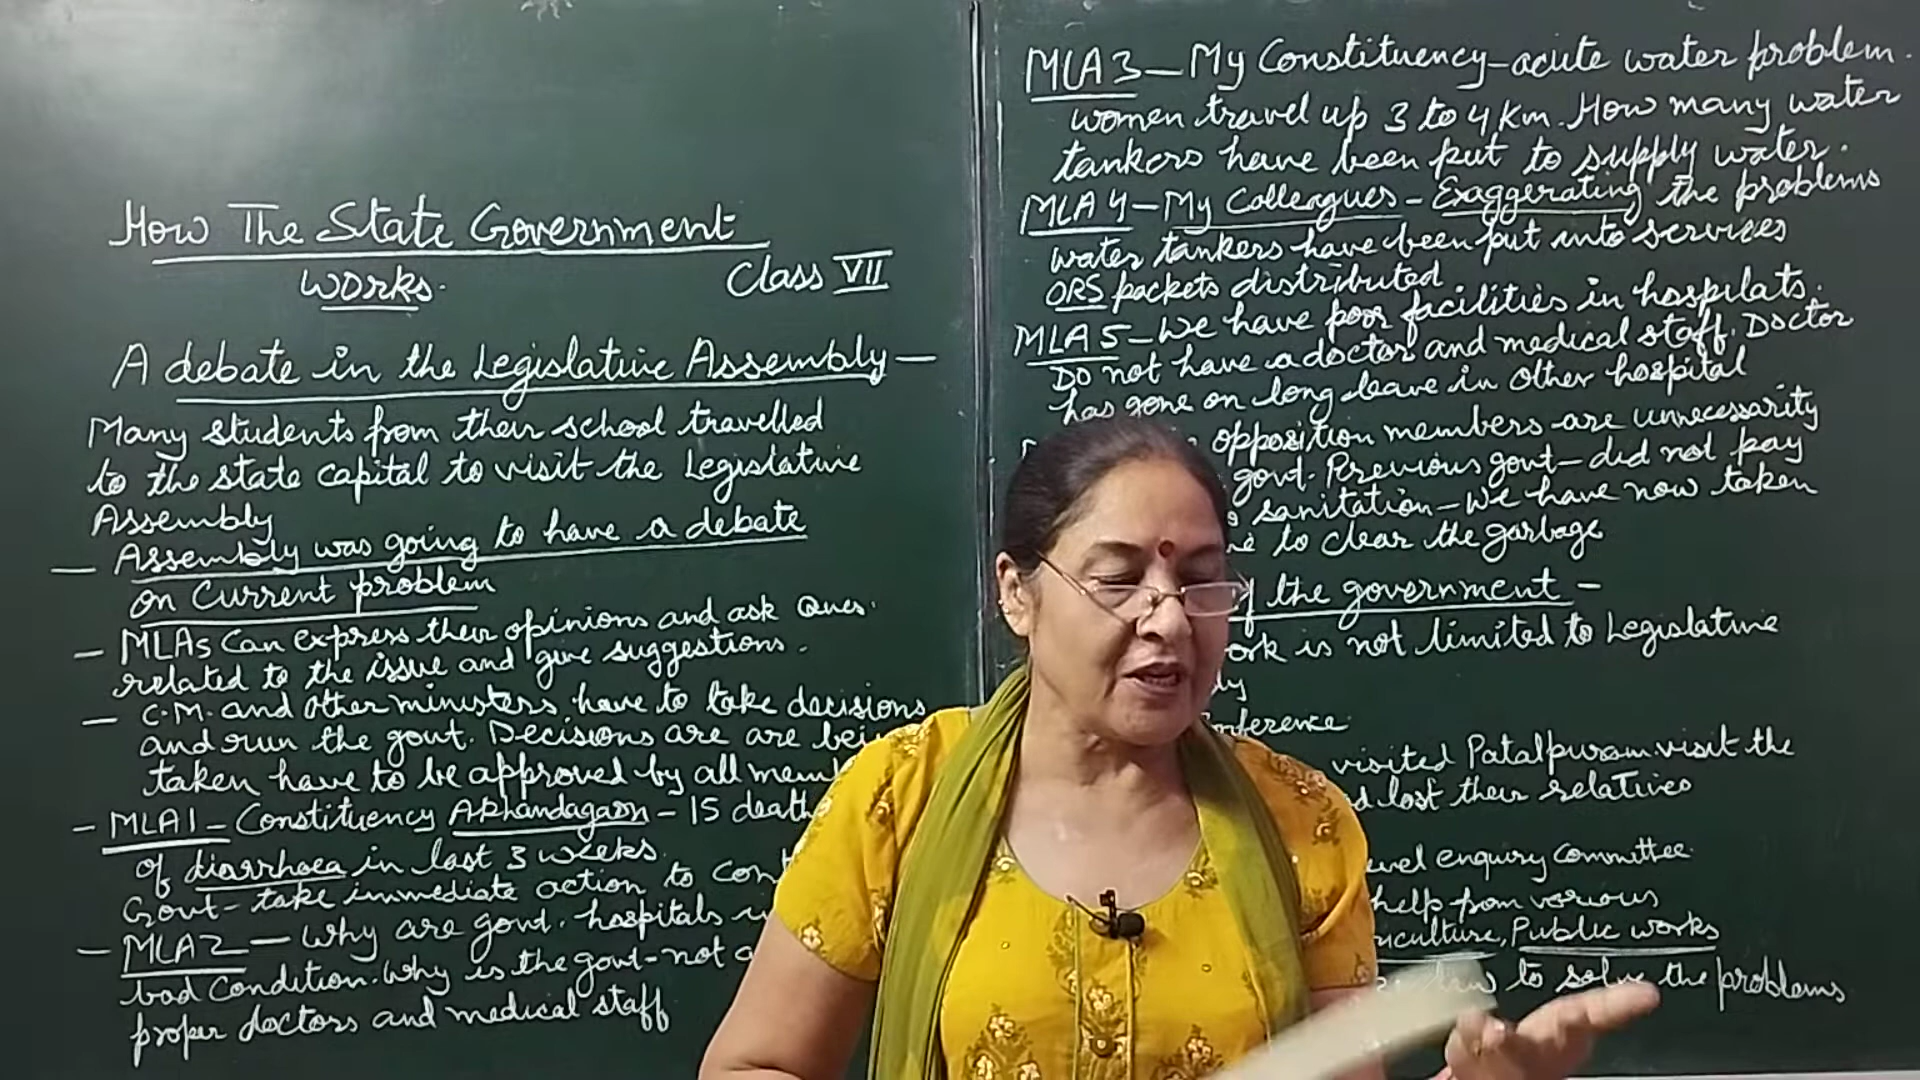 How The State Government
Works.
Class VII
A debate in the Legislative Assembly —
Many students from their school travelled
to the state capital to visit the Legislative
Assembly
— Assembly was going to have a debate
on current problem
— MLAs can express their opinions and ask Ques.
related to the issue and give suggestions.
— C.M. and other ministers have to take decisions
and run the govt. Decisions are are
taken have to be approved by all
— MLA1 — Constituency Akhandagaon — 15 death
of diarrhoea in last 3 weeks.
Govt — take immediate action to
— MLA2 — Why are govt. hospitals
bad Condition. Why is the govt — not
proper doctors and medical staff
MLA 3 — My Constituency — acute water problem.
women travel up 3 to 4 km. How many water
tankers have been put to supply water.
MLA 4 — My Colleagues — Exaggerating the problems
water tankers have been put into services
ORS packets distributed
MLA 5 — We have poor facilities in hospilats.
Do not have a doctor and medical staff. Doctor
has gone on long leave in other hospital
opposition members are unnecessarity
govt. Previous govt — did not pay
sanitation — We have now taken
to clear the garbage
of the government —
is not limited to Legislative
visited Patalpuram visit the
lost their relatives
enquiry Committee
help from various
Public works
to solve the problems